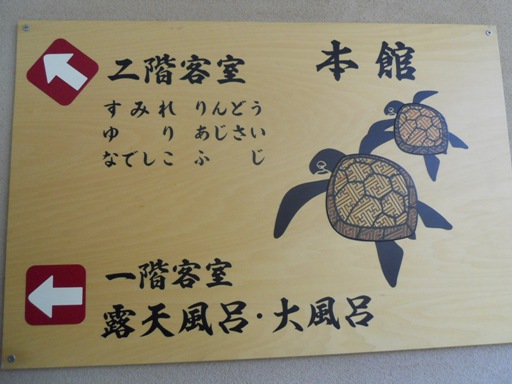 本館
二階客室
すみれ りんどう
ゆり あじさい
なでしこ ふじ
一階客室
露天風呂・大風呂